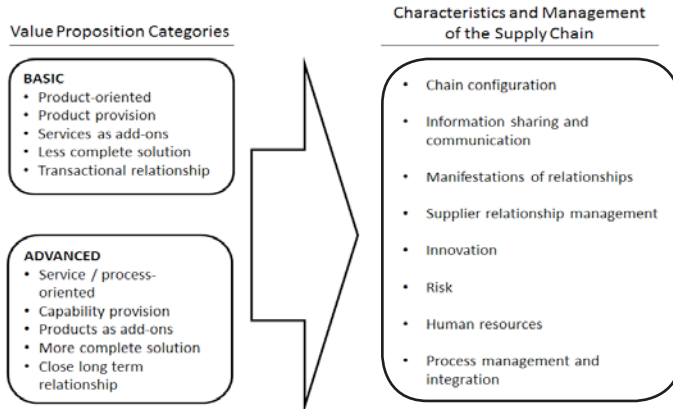 Value Proposition Categories
BASIC
• Product-oriented
• Product provision
• Services as add-ons
• Less complete solution
• Transactional relationship
ADVANCED
• Service / process-
oriented
• Capability provision
• Products as add-ons
• More complete solution
• Close long term
relationship
Characteristics and Management
of the Supply Chain
• Chain configuration
• Information sharing and
communication
• Manifestations of relationships
• Supplier relationship management
• Innovation
• Risk
• Human resources
• Process management and
integration